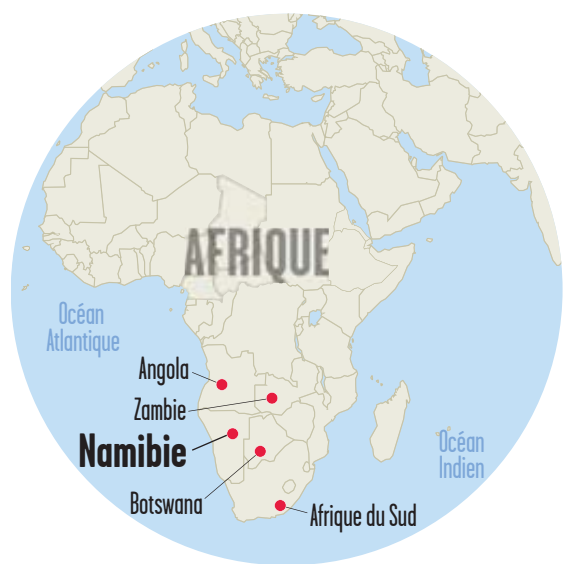 AFRIQUE
Océan
Atlantique
Angola
Zambie
Namibie
Océan
Indien
Botswana
Afrique du Sud